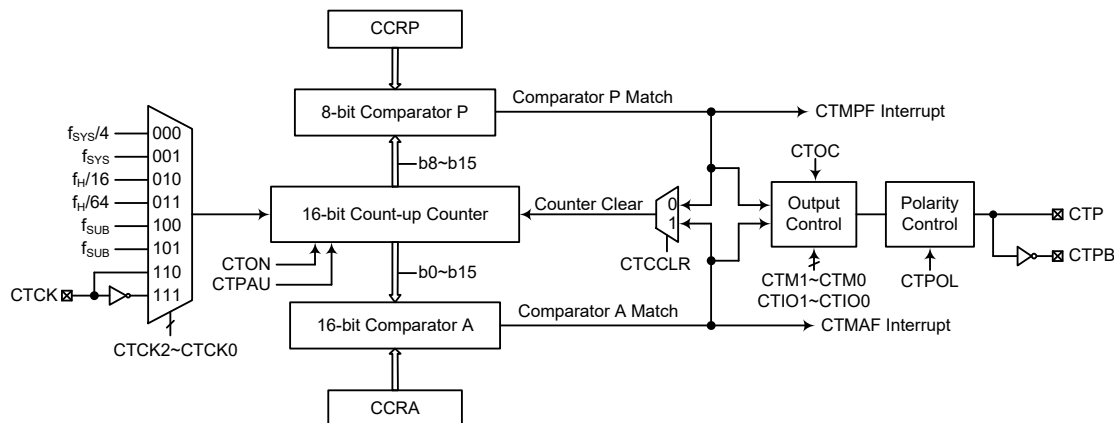 CCRP
8-bit Comparator P
Comparator P Match
CTMPF Interrupt
b8~b15
fSYS/4
000
fSYS
001
fH/16
010
fH/64
011
fSUB
100
fSUB
101
110
111
CTCK
CTCK2~CTCK0
16-bit Count-up Counter
CTON
CTPAU
Counter Clear
0
1
CTCCLR
CTOC
Output
Control
CTM1~CTM0
CTIO1~CTIO0
Polarity
Control
CTPOL
CTP
CTPB
b0~b15
16-bit Comparator A
Comparator A Match
CTMAF Interrupt
CCRA